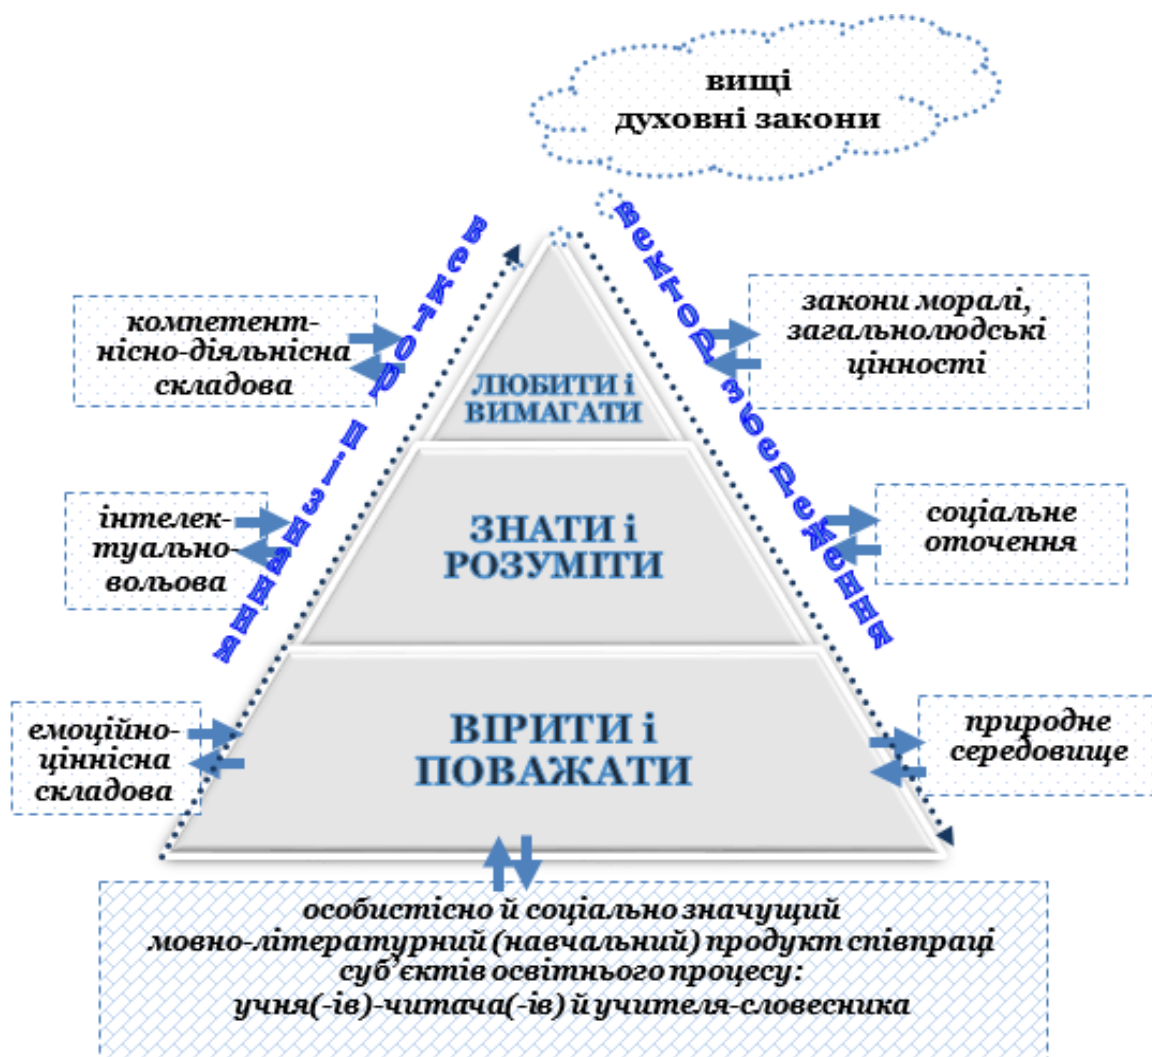 вищі
духовні закони
вектор пізнання
вектор збереження
компетент-
нісно-діяльнісна
складова
ЛЮБИТИ і
ВИМАГАТИ
закони моралі,
загальнолюдські
цінності
інтелек-
туально-
вольова
ЗНАТИ і
РОЗУМІТИ
соціальне
оточення
емоційно-
ціннісна
складова
ВІРИТИ і
ПОВАЖАТИ
природне
середовище
особистісно й соціально значущий
мовно-літературний (навчальний) продукт співпраці
суб’єктів освітнього процесу:
учня(-ів)-читача(-ів) й учителя-словесника